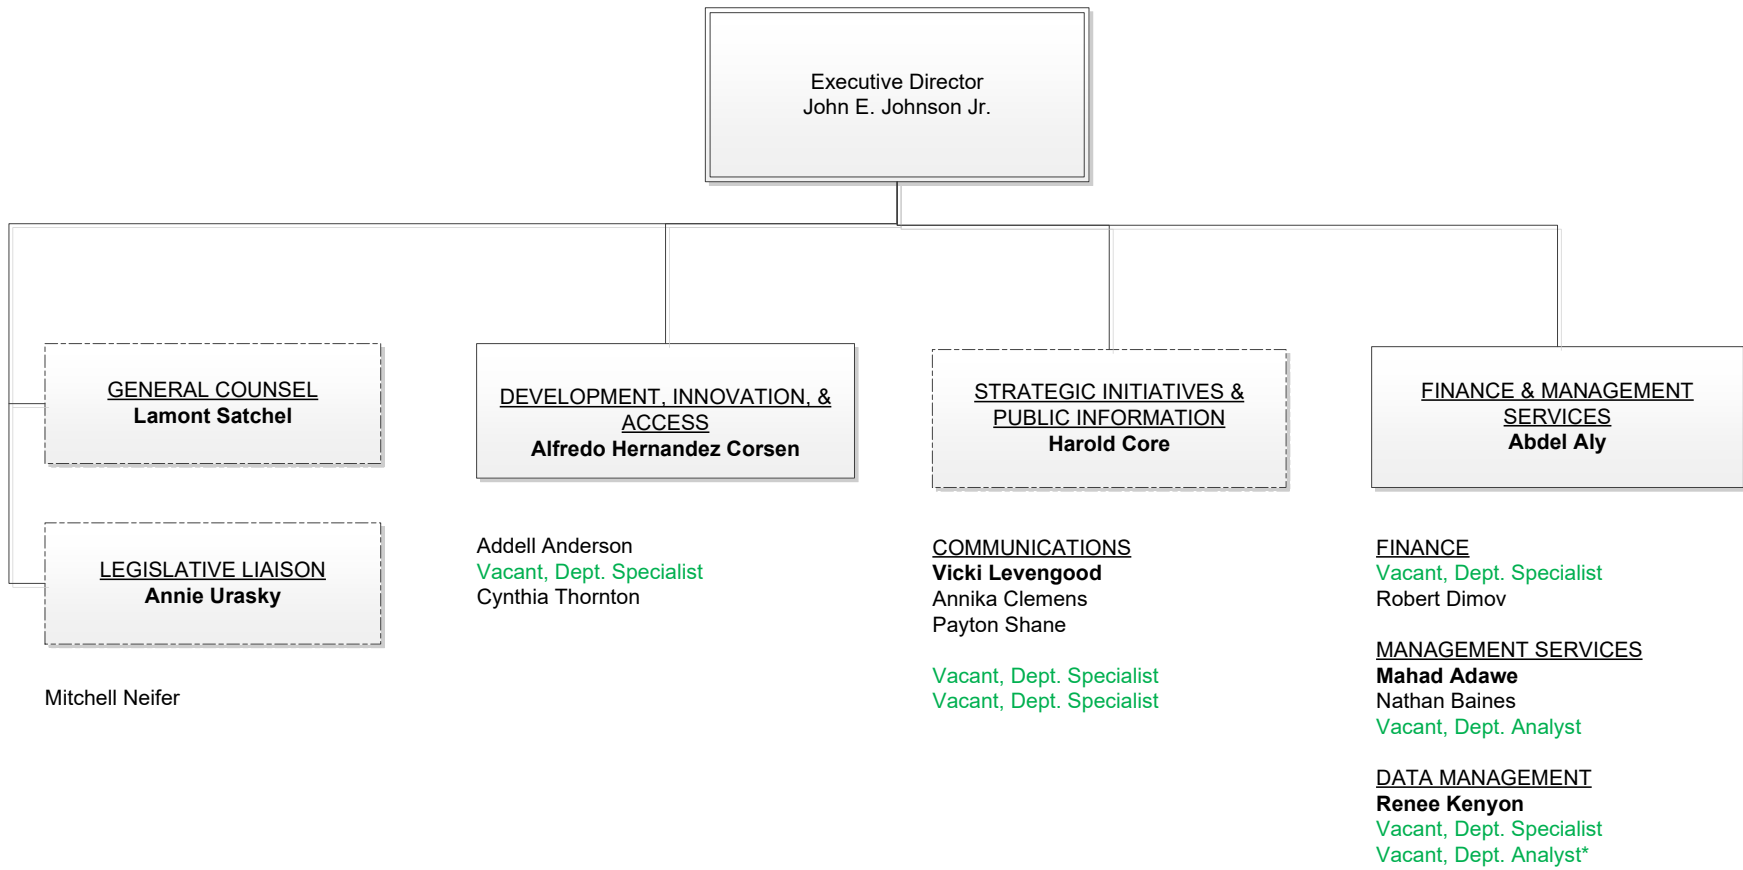 Executive Director
John E. Johnson Jr.
GENERAL COUNSEL
Lamont Satchel
LEGISLATIVE LIAISON
Annie Urasky
Mitchell Neifer
DEVELOPMENT, INNOVATION, &
ACCESS
Alfredo Hernandez Corsen
Addell Anderson
Vacant, Dept. Specialist
Cynthia Thornton
STRATEGIC INITIATIVES &
PUBLIC INFORMATION
Harold Core
COMMUNICATIONS
Vicki Levengood
Annika Clemens
Payton Shane
Vacant, Dept. Specialist
Vacant, Dept. Specialist
FINANCE & MANAGEMENT
SERVICES
Abdel Aly
FINANCE
Vacant, Dept. Specialist
Robert Dimov
MANAGEMENT SERVICES
Mahad Adawe
Nathan Baines
Vacant, Dept. Analyst
DATA MANAGEMENT
Renee Kenyon
Vacant, Dept. Specialist
Vacant, Dept. Analyst*